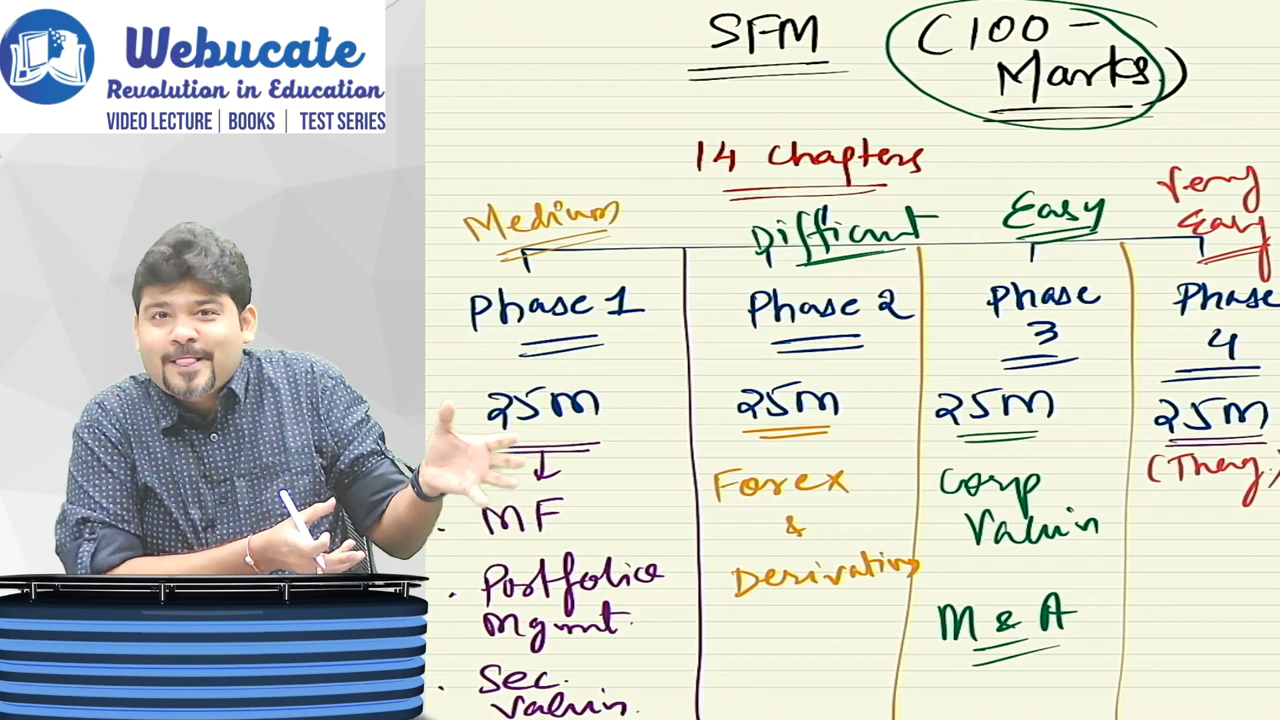 Webucate
Revolution in Education
VIDEO LECTURE | BOOKS | TEST SERIES
SFM (100 - Marks)
14 Chapters
Medium
Phase 1
25M
MF
Portfolio
Mgmt.
Sec.
Valuin.
Difficult
Phase 2
25M
Forex
&
Derivatives
Easy
Phase
3
25M
Corp
Valuin
M & A
Very
Easy
Phase
4
25M
(Theory)